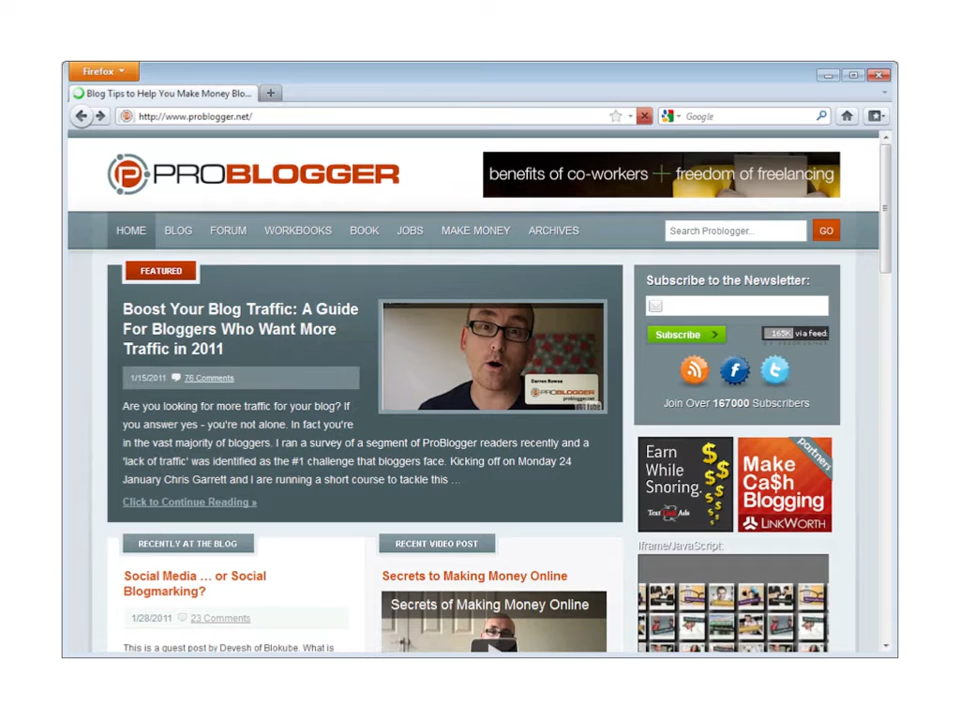 Firefox
Blog Tips to Help You Make Money Blo...
http://www.problogger.net/
Google
PROBLOGGER
benefits of co-workers + freedom of freelancing
HOME BLOG FORUM WORKBOOKS BOOK JOBS MAKE MONEY ARCHIVES
Search Problogger...
GO
FEATURED
Boost Your Blog Traffic: A Guide
For Bloggers Who Want More
Traffic in 2011
1/15/2011 76 Comments
Are you looking for more traffic for your blog? If
you answer yes - you're not alone. In fact you're
in the vast majority of bloggers. I ran a survey of a segment of ProBlogger readers recently and a
'lack of traffic' was identified as the #1 challenge that bloggers face. Kicking off on Monday 24
January Chris Garrett and I are running a short course to tackle this ...
Click to Continue Reading »
Darren Rowse
PROBLOGGER
problogger.net
Subscribe to the Newsletter:
Subscribe >
165K via feed
Join Over 167000 Subscribers
Earn
While
Snoring.
Text Link Ads
partners
Make
Ca$h
Blogging
LINKWORTH
Iframe/JavaScript:
RECENTLY AT THE BLOG
Social Media ... or Social
Blogmarking?
1/28/2011 23 Comments
This is a guest post by Devesh of Blokube. What is
RECENT VIDEO POST
Secrets to Making Money Online
Secrets of Making Money Online